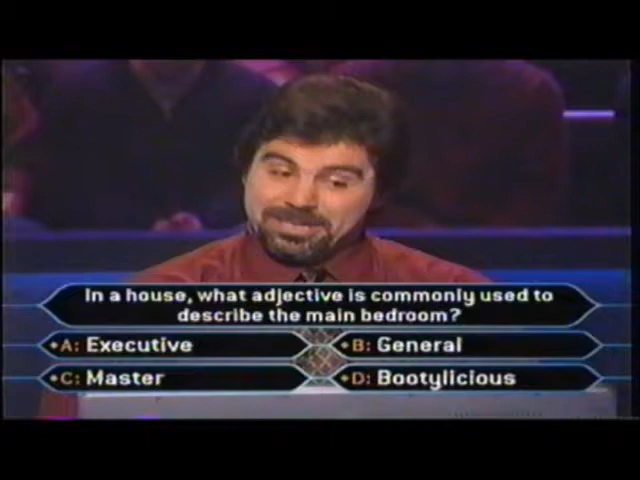 In a house, what adjective is commonly used to
describe the main bedroom?
A: Executive
B: General
C: Master
D: Bootylicious